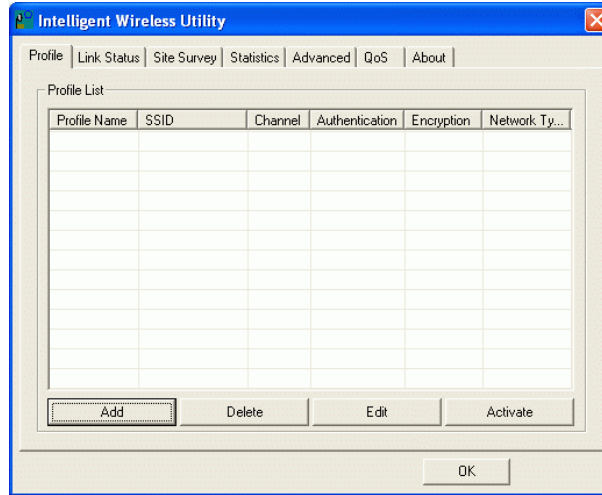 Intelligent Wireless Utility
Profile Link Status Site Survey Statistics Advanced QoS About
Profile List
Profile Name SSID Channel Authentication Encryption Network Ty...
Add Delete Edit Activate
OK